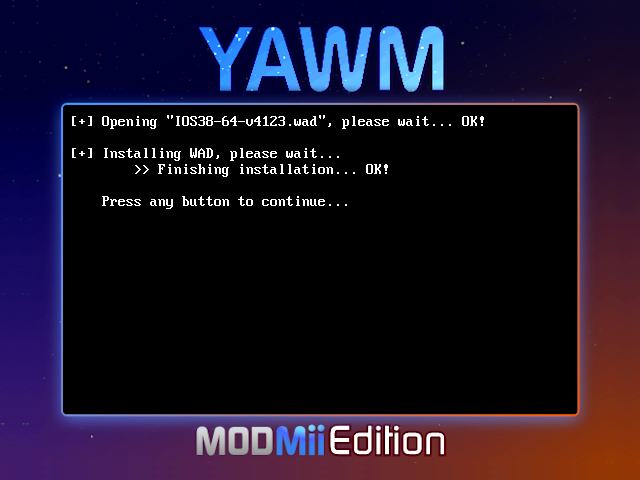 YAWM
[+] Opening "IOS38-64-v4123.wad", please wait... OK!
[+] Installing WAD, please wait...
>> Finishing installation... OK!
Press any button to continue...
MODMii Edition